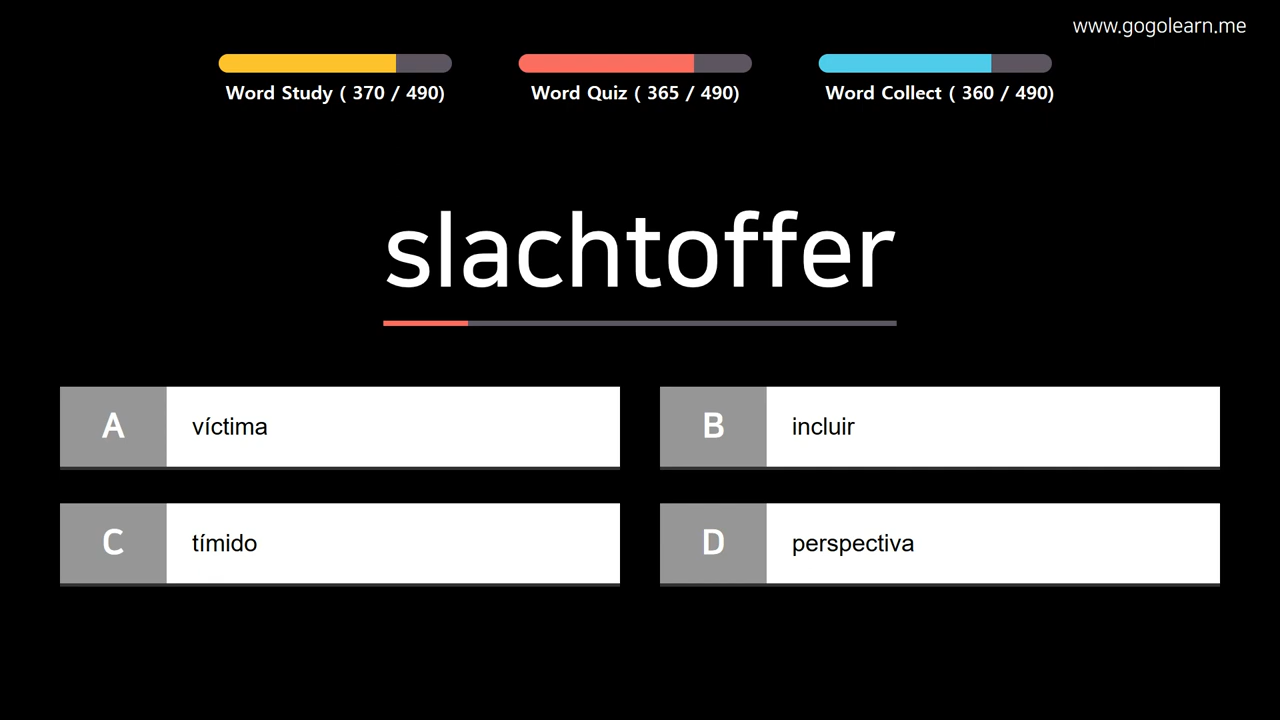 www.gogolearn.me
Word Study ( 370 / 490)
Word Quiz ( 365 / 490)
Word Collect ( 360 / 490)
slachtoffer
A víctima
B incluir
C tímido
D perspectiva